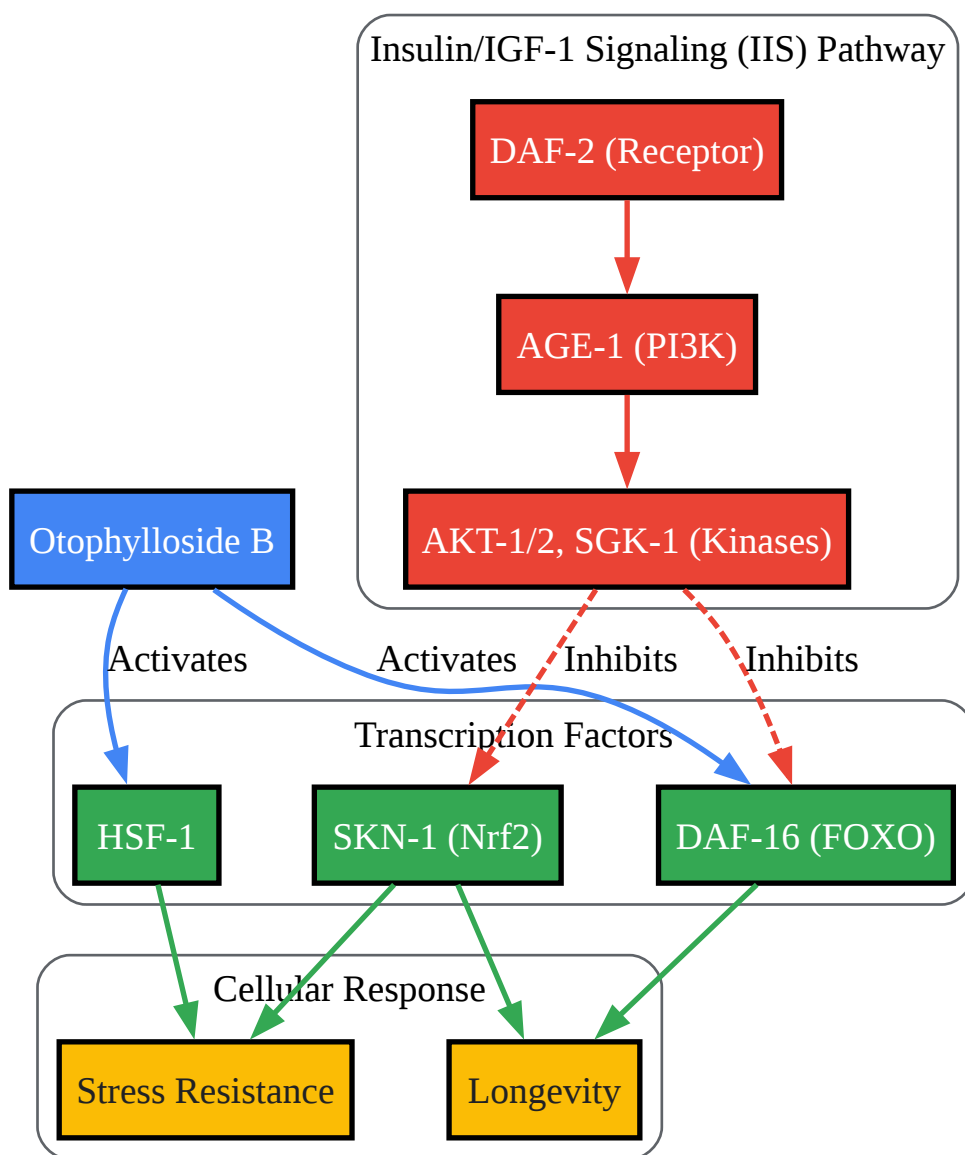 Insulin/IGF-1 Signaling (IIS) Pathway
DAF-2 (Receptor)
AGE-1 (PI3K)
Otophylloside B
AKT-1/2, SGK-1 (Kinases)
Activates
Activates
Inhibits
Inhibits
Transcription Factors
HSF-1
SKN-1 (Nrf2)
DAF-16 (FOXO)
Cellular Response
Stress Resistance
Longevity